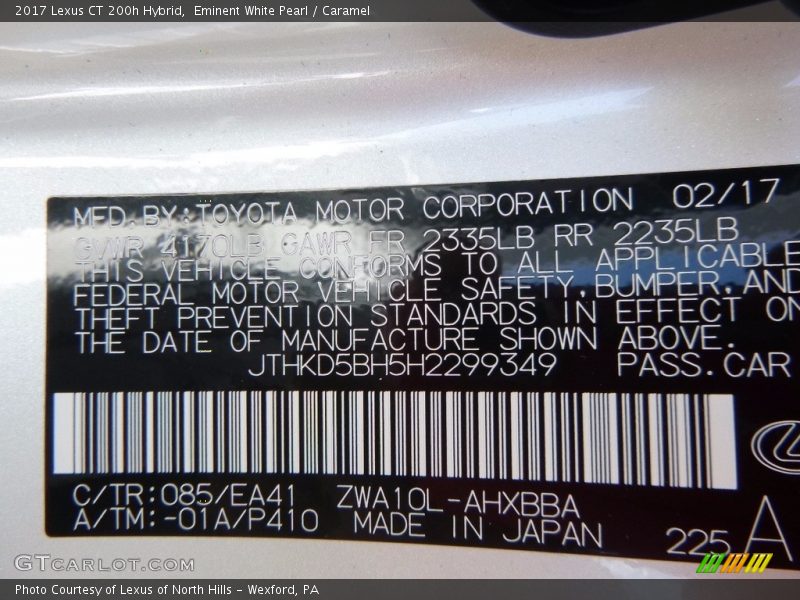 2017 Lexus CT 200h Hybrid, Eminent White Pearl / Caramel
MFD.BY:TOYOTA MOTOR CORPORATION 02/17
GVWR 4170LB GAWR FR 2335LB RR 2235LB
THIS VEHICLE CONFORMS TO ALL APPLICABLE
FEDERAL MOTOR VEHICLE SAFETY,BUMPER,AND
THEFT PREVENTION STANDARDS IN EFFECT ON
THE DATE OF MANUFACTURE SHOWN ABOVE.
JTHKD5BH5H2299349 PASS.CAR
C/TR:085/EA41 ZWA10L-AHXBBA
A/TM:-01A/P410 MADE IN JAPAN 225 A
GTCARLOT.COM
Photo Courtesy of Lexus of North Hills - Wexford, PA